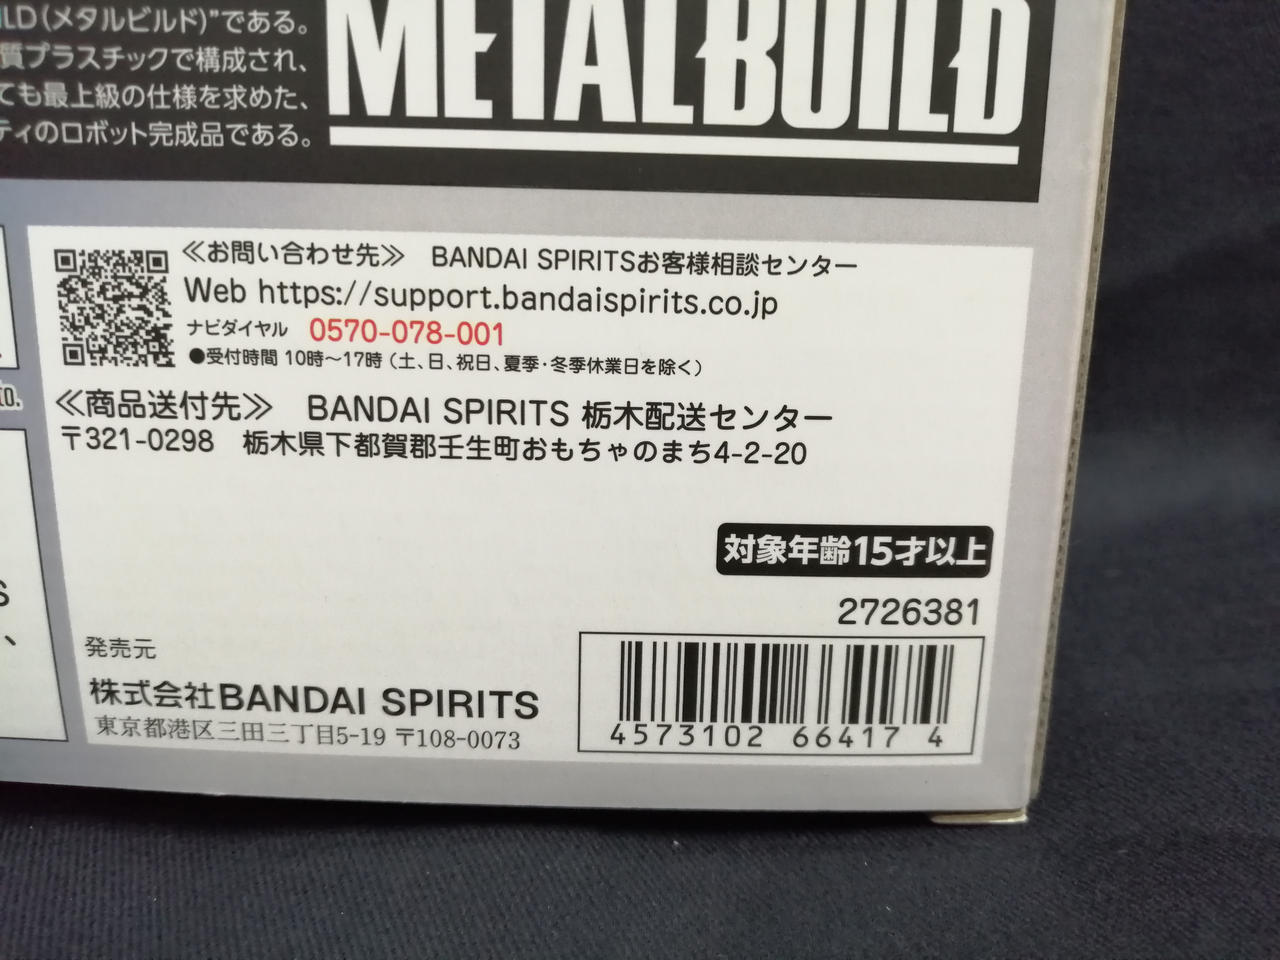 LD(メタルビルド)”である。
質プラスチックで構成され、
ても最上級の仕様を求めた、
ティのロボット完成品である。
METALBUILD
≪お問い合わせ先≫ BANDAI SPIRITSお客様相談センター
Web https://support.bandaispirits.co.jp
ナビダイヤル 0570-078-001
●受付時間 10時～17時（土、日、祝日、夏季・冬季休業日を除く）
TO.
≪商品送付先≫ BANDAI SPIRITS 栃木配送センター
〒321-0298 栃木県下都賀郡壬生町おもちゃのまち4-2-20
対象年齢15才以上
2726381
S
、
発売元
株式会社BANDAI SPIRITS
東京都港区三田三丁目5-19 〒108-0073
4573102 66417 4